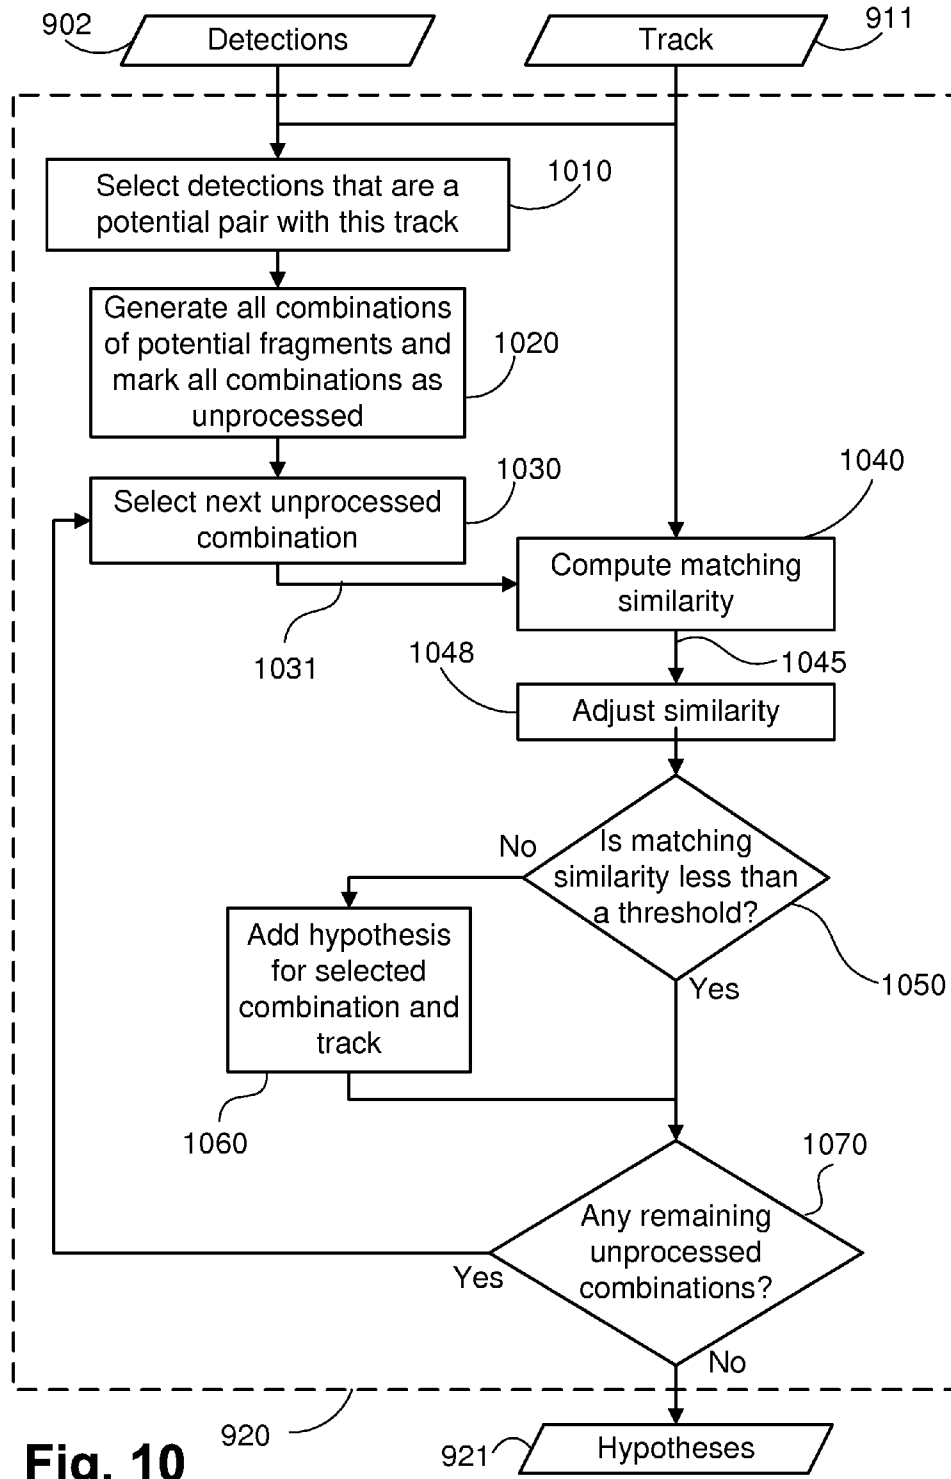 902
Detections
Track
911
Select detections that are a
potential pair with this track
1010
Generate all combinations
of potential fragments and
mark all combinations as
unprocessed
1020
Select next unprocessed
combination
1030
1031
1040
Compute matching
similarity
1045
1048
Adjust similarity
Is matching
similarity less than
a threshold?
No
Yes
1050
Add hypothesis
for selected
combination and
track
1060
1070
Any remaining
unprocessed
combinations?
Yes
No
920
921
Hypotheses
Fig. 10